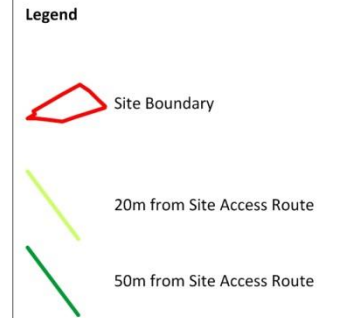 Legend
Site Boundary
20m from Site Access Route
50m from Site Access Route